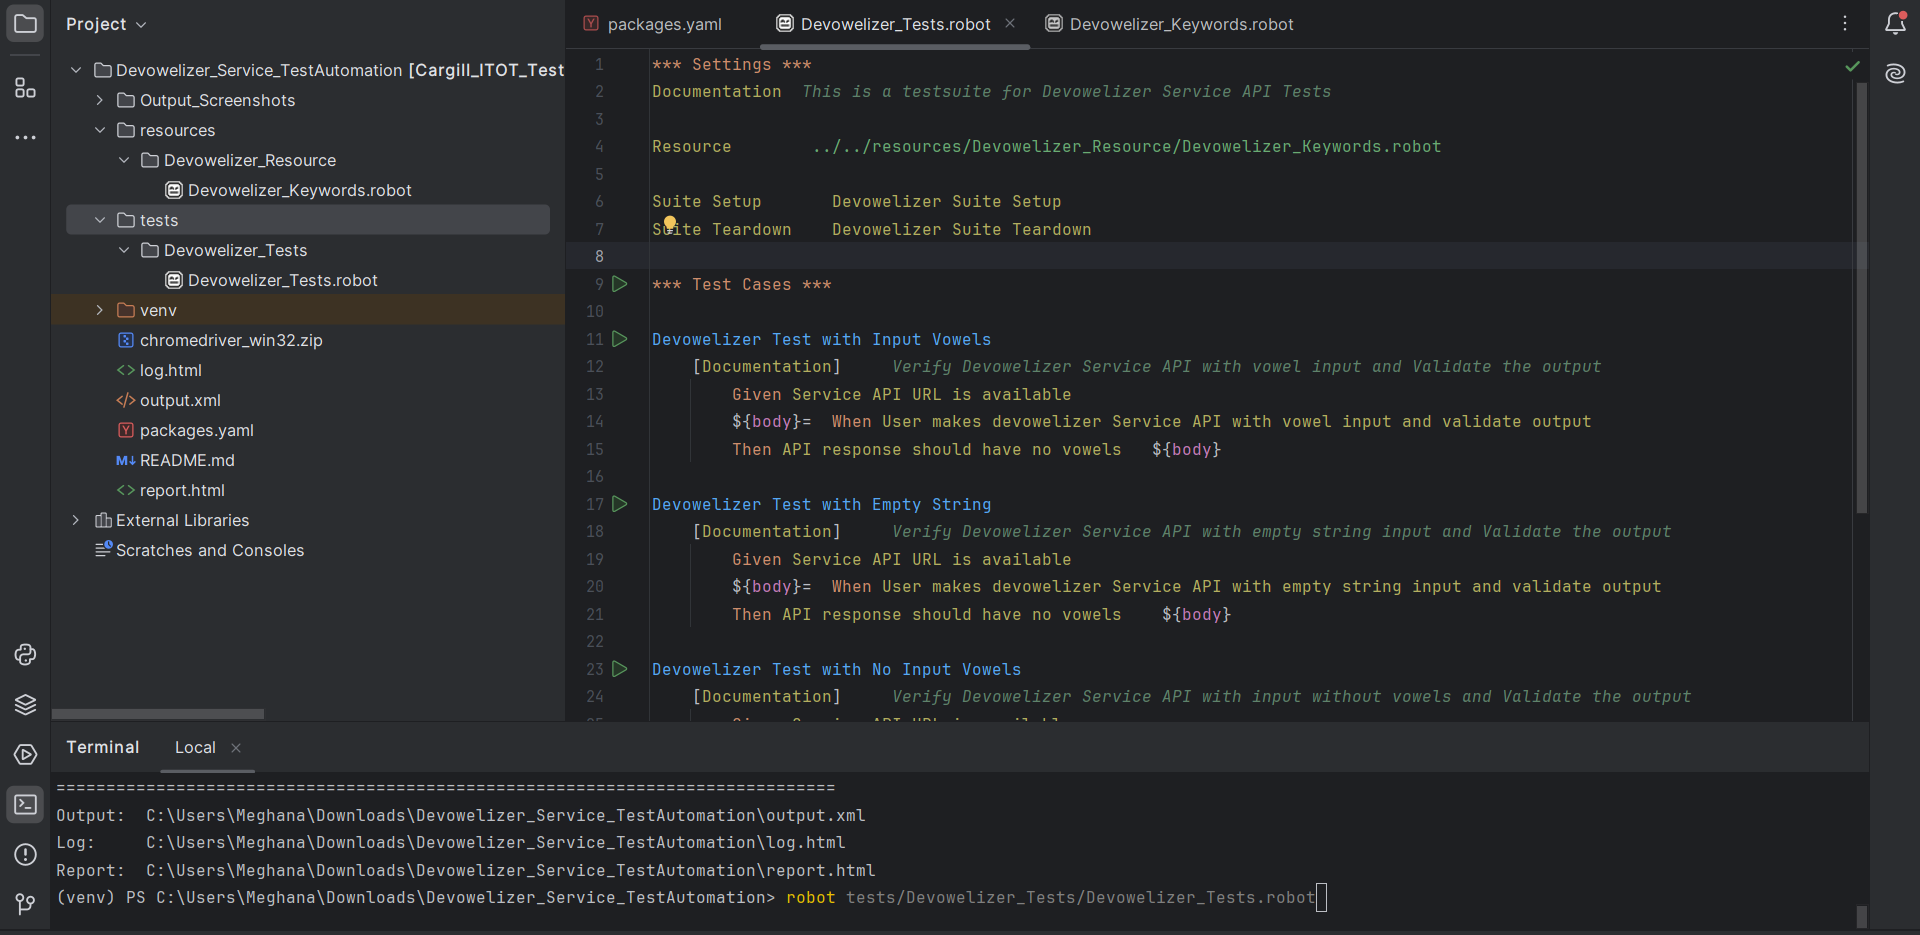 Project
Devowelizer_Service_TestAutomation [Cargill_ITOT_Test
Output_Screenshots
resources
Devowelizer_Resource
Devowelizer_Keywords.robot
tests
Devowelizer_Tests
Devowelizer_Tests.robot
venv
chromedriver_win32.zip
log.html
output.xml
packages.yaml
README.md
report.html
External Libraries
Scratches and Consoles
packages.yaml
Devowelizer_Tests.robot
Devowelizer_Keywords.robot
1 *** Settings ***
2 Documentation  This is a testsuite for Devowelizer Service API Tests
3
4 Resource        ../../resources/Devowelizer_Resource/Devowelizer_Keywords.robot
5
6 Suite Setup       Devowelizer Suite Setup
7 Suite Teardown    Devowelizer Suite Teardown
8
9 *** Test Cases ***
10
11 Devowelizer Test with Input Vowels
12     [Documentation]     Verify Devowelizer Service API with vowel input and Validate the output
13         Given Service API URL is available
14         ${body}=  When User makes devowelizer Service API with vowel input and validate output
15         Then API response should have no vowels   ${body}
16
17 Devowelizer Test with Empty String
18     [Documentation]     Verify Devowelizer Service API with empty string input and Validate the output
19         Given Service API URL is available
20         ${body}=  When User makes devowelizer Service API with empty string input and validate output
21         Then API response should have no vowels    ${body}
22
23 Devowelizer Test with No Input Vowels
24     [Documentation]     Verify Devowelizer Service API with input without vowels and Validate the output
Terminal
Local
==============================================================================
Output:  C:\Users\Meghana\Downloads\Devowelizer_Service_TestAutomation\output.xml
Log:     C:\Users\Meghana\Downloads\Devowelizer_Service_TestAutomation\log.html
Report:  C:\Users\Meghana\Downloads\Devowelizer_Service_TestAutomation\report.html
(venv) PS C:\Users\Meghana\Downloads\Devowelizer_Service_TestAutomation> robot tests/Devowelizer_Tests/Devowelizer_Tests.robot